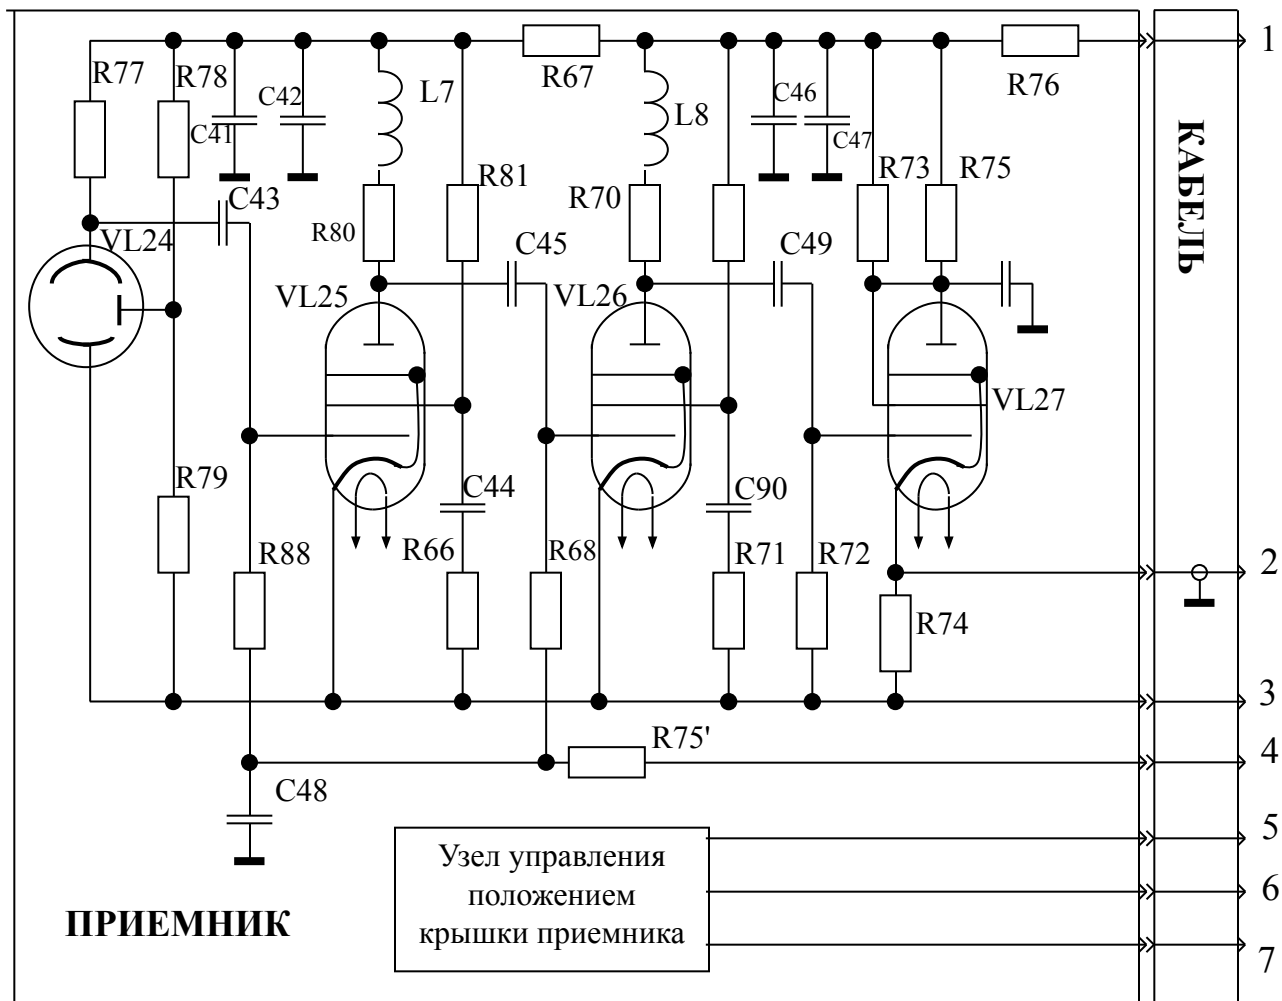 1
R77
R78
C41
C42
L7
R67
L8
C46
C47
R76
КАБЕЛЬ
C43
R81
R70
R73
R75
VL24
R80
C45
C49
VL25
VL26
VL27
R79
C44
C90
R88
R66
R68
R71
R72
2
R74
3
R75'
4
C48
5
Узел управления
положением
крышки приемника
6
ПРИЕМНИК
7